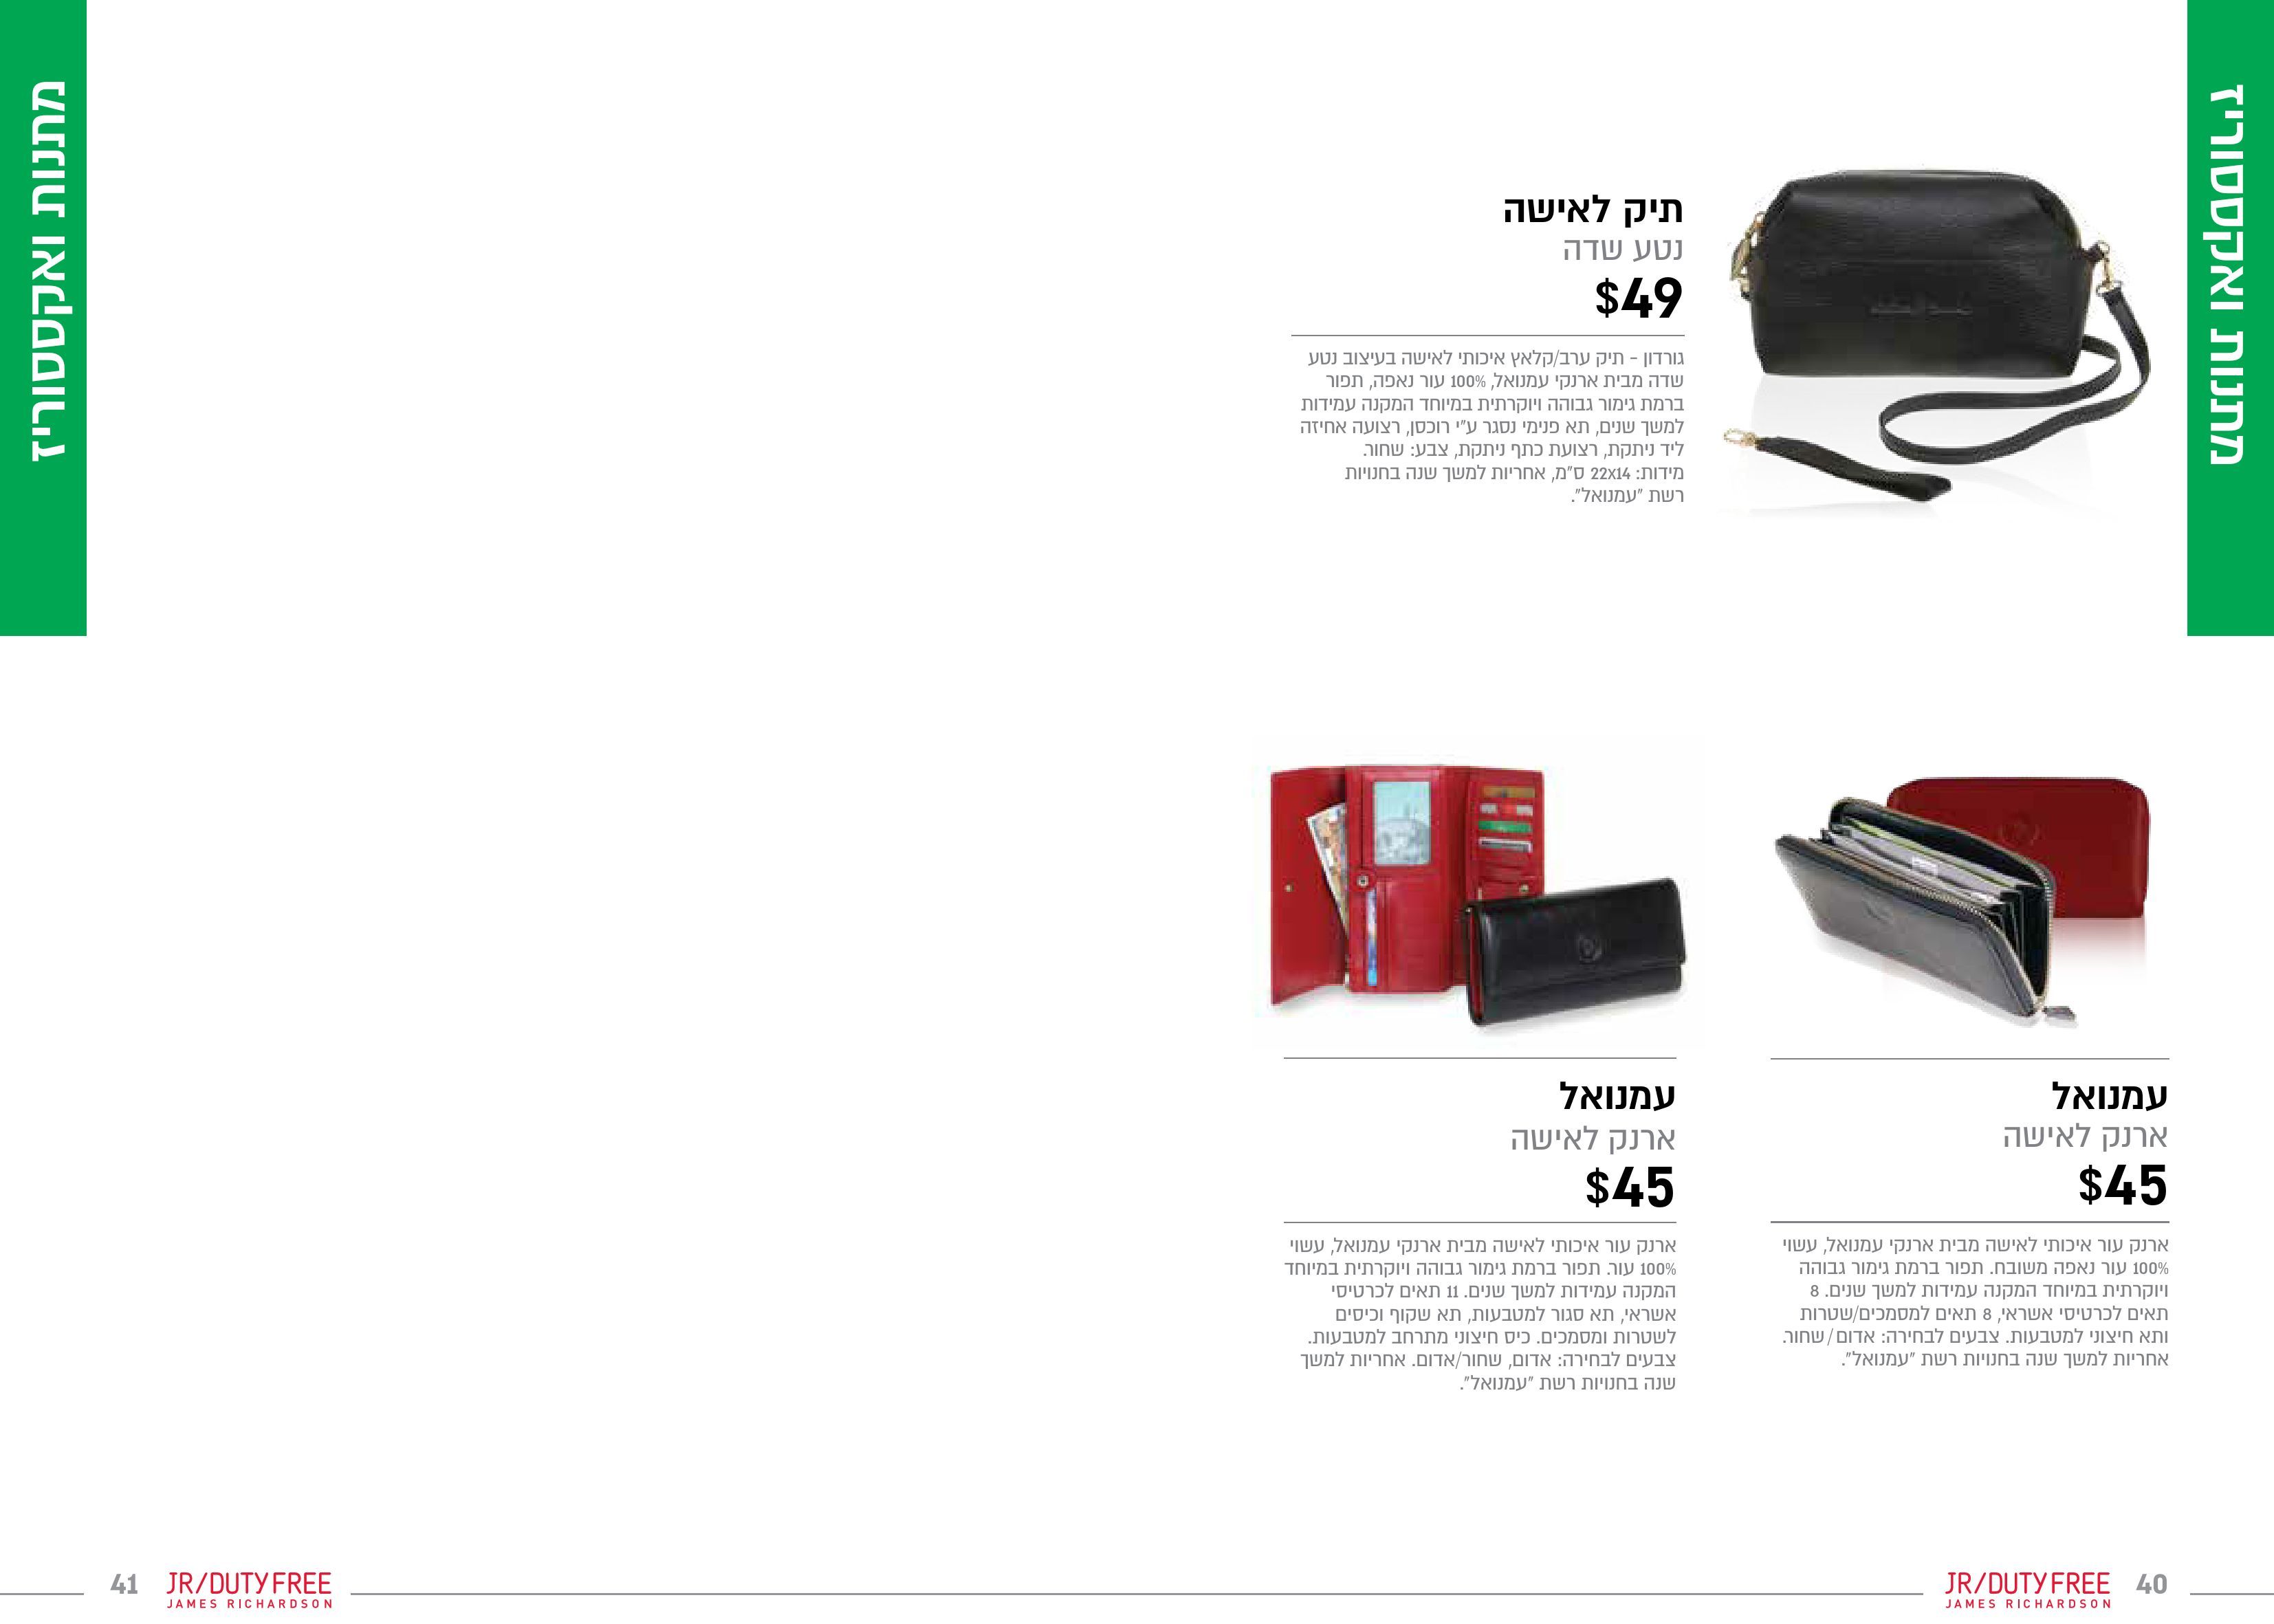 מתנות ואקססוריז
תיק לאישה
נטע שדה
$49
גורדון - תיק ערב/קלאץ איכותי לאישה בעיצוב נטע
שדה מבית ארנקי עמנואל, 100% עור נאפה, תפור
ברמת גימור גבוהה ויוקרתית במיוחד המקנה עמידות
למשך שנים, תא פנימי נסגר ע"י רוכסן, רצועה אחיזה
ליד ניתקת, רצועת כתף ניתקת, צבע: שחור.
מידות: 22x14 ס"מ, אחריות למשך שנה בחנויות
רשת "עמנואל".
עמנואל
ארנק לאישה
$45
ארנק עור איכותי לאישה מבית ארנקי עמנואל, עשוי
100% עור נאפה משובח. תפור ברמת גימור גבוהה
ויוקרתית במיוחד המקנה עמידות למשך שנים. 8
תאים לכרטיסי אשראי, 8 תאים למסמכים/שטרות
ותא חיצוני למטבעות. צבעים לבחירה: אדום/שחור.
אחריות למשך שנה בחנויות רשת "עמנואל".
עמנואל
ארנק לאישה
$45
ארנק עור איכותי לאישה מבית ארנקי עמנואל, עשוי
100% עור. תפור ברמת גימור גבוהה ויוקרתית במיוחד
המקנה עמידות למשך שנים. 11 תאים לכרטיסי
אשראי, תא סגור למטבעות, תא שקוף וכיסים
לשטרות ומסמכים. כיס חיצוני מתרחב למטבעות.
צבעים לבחירה: אדום, שחור/אדום. אחריות למשך
שנה בחנויות רשת "עמנואל".
40
JR/DUTY FREE
JAMES RICHARDSON
מתנות ואקססוריז
41
JR/DUTY FREE
JAMES RICHARDSON